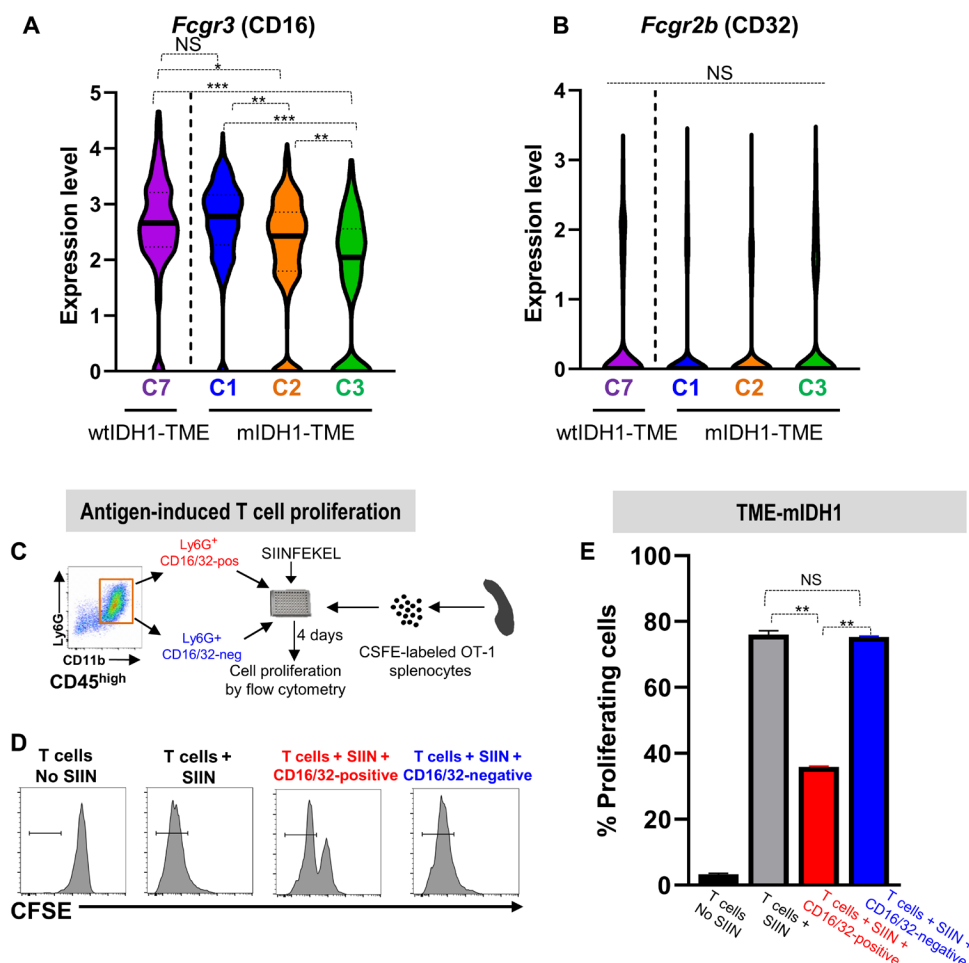 A
Fcgr3 (CD16)
NS
*
***
**
***
**
Expression level
5
4
3
2
1
0
C7
C1
C2
C3
wtIDH1-TME
mIDH1-TME
B
Fcgr2b (CD32)
NS
Expression level
4
3
2
1
0
C7
C1
C2
C3
wtIDH1-TME
mIDH1-TME
Antigen-induced T cell proliferation
C
Ly6G
CD11b
CD45high
Ly6G+
CD16/32-pos
Ly6G+
CD16/32-neg
SIINFEKEL
4 days
Cell proliferation
by flow cytometry
CSFE-labeled OT-1
splenocytes
D
T cells
No SIIN
T cells +
SIIN
T cells + SIIN +
CD16/32-positive
T cells + SIIN +
CD16/32-negative
CFSE
TME-mIDH1
E
% Proliferating cells
100
80
60
40
20
0
NS
**
**
T cells
No SIIN
T cells +
SIIN
T cells + SIIN +
CD16/32-positive
T cells + SIIN +
CD16/32-negative